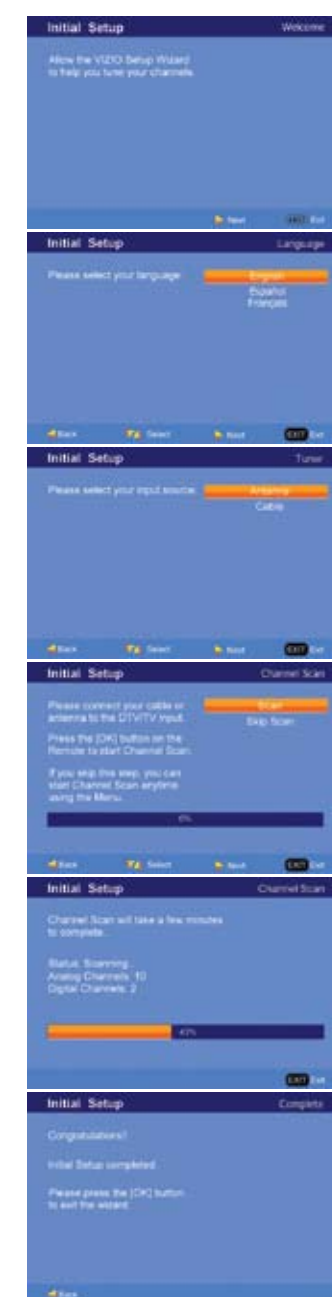 Initial Setup Welcome
Allow the VIZIO Setup Wizard
to help you tune your channels.
Next EXIT Exit
Initial Setup Language
Please select your language. English
Español
Français
Back Select Next EXIT Exit
Initial Setup Tuner
Please select your input source. Antenna
Cable
Back Select Next EXIT Exit
Initial Setup Channel Scan
Please connect your cable or Scan
antenna to the DTV/TV input. Skip Scan
Press the [OK] button on the
Remote to start Channel Scan.
If you skip this step, you can
start Channel Scan anytime
using the Menu.
0%
Back Select Next EXIT Exit
Initial Setup Channel Scan
Channel Scan will take a few minutes
to complete.
Status: Scanning...
Analog Channels: 10
Digital Channels: 2
EXIT Exit
Initial Setup Complete
Congratulations!
Initial Setup completed.
Please press the [OK] button
to exit the wizard.
Back